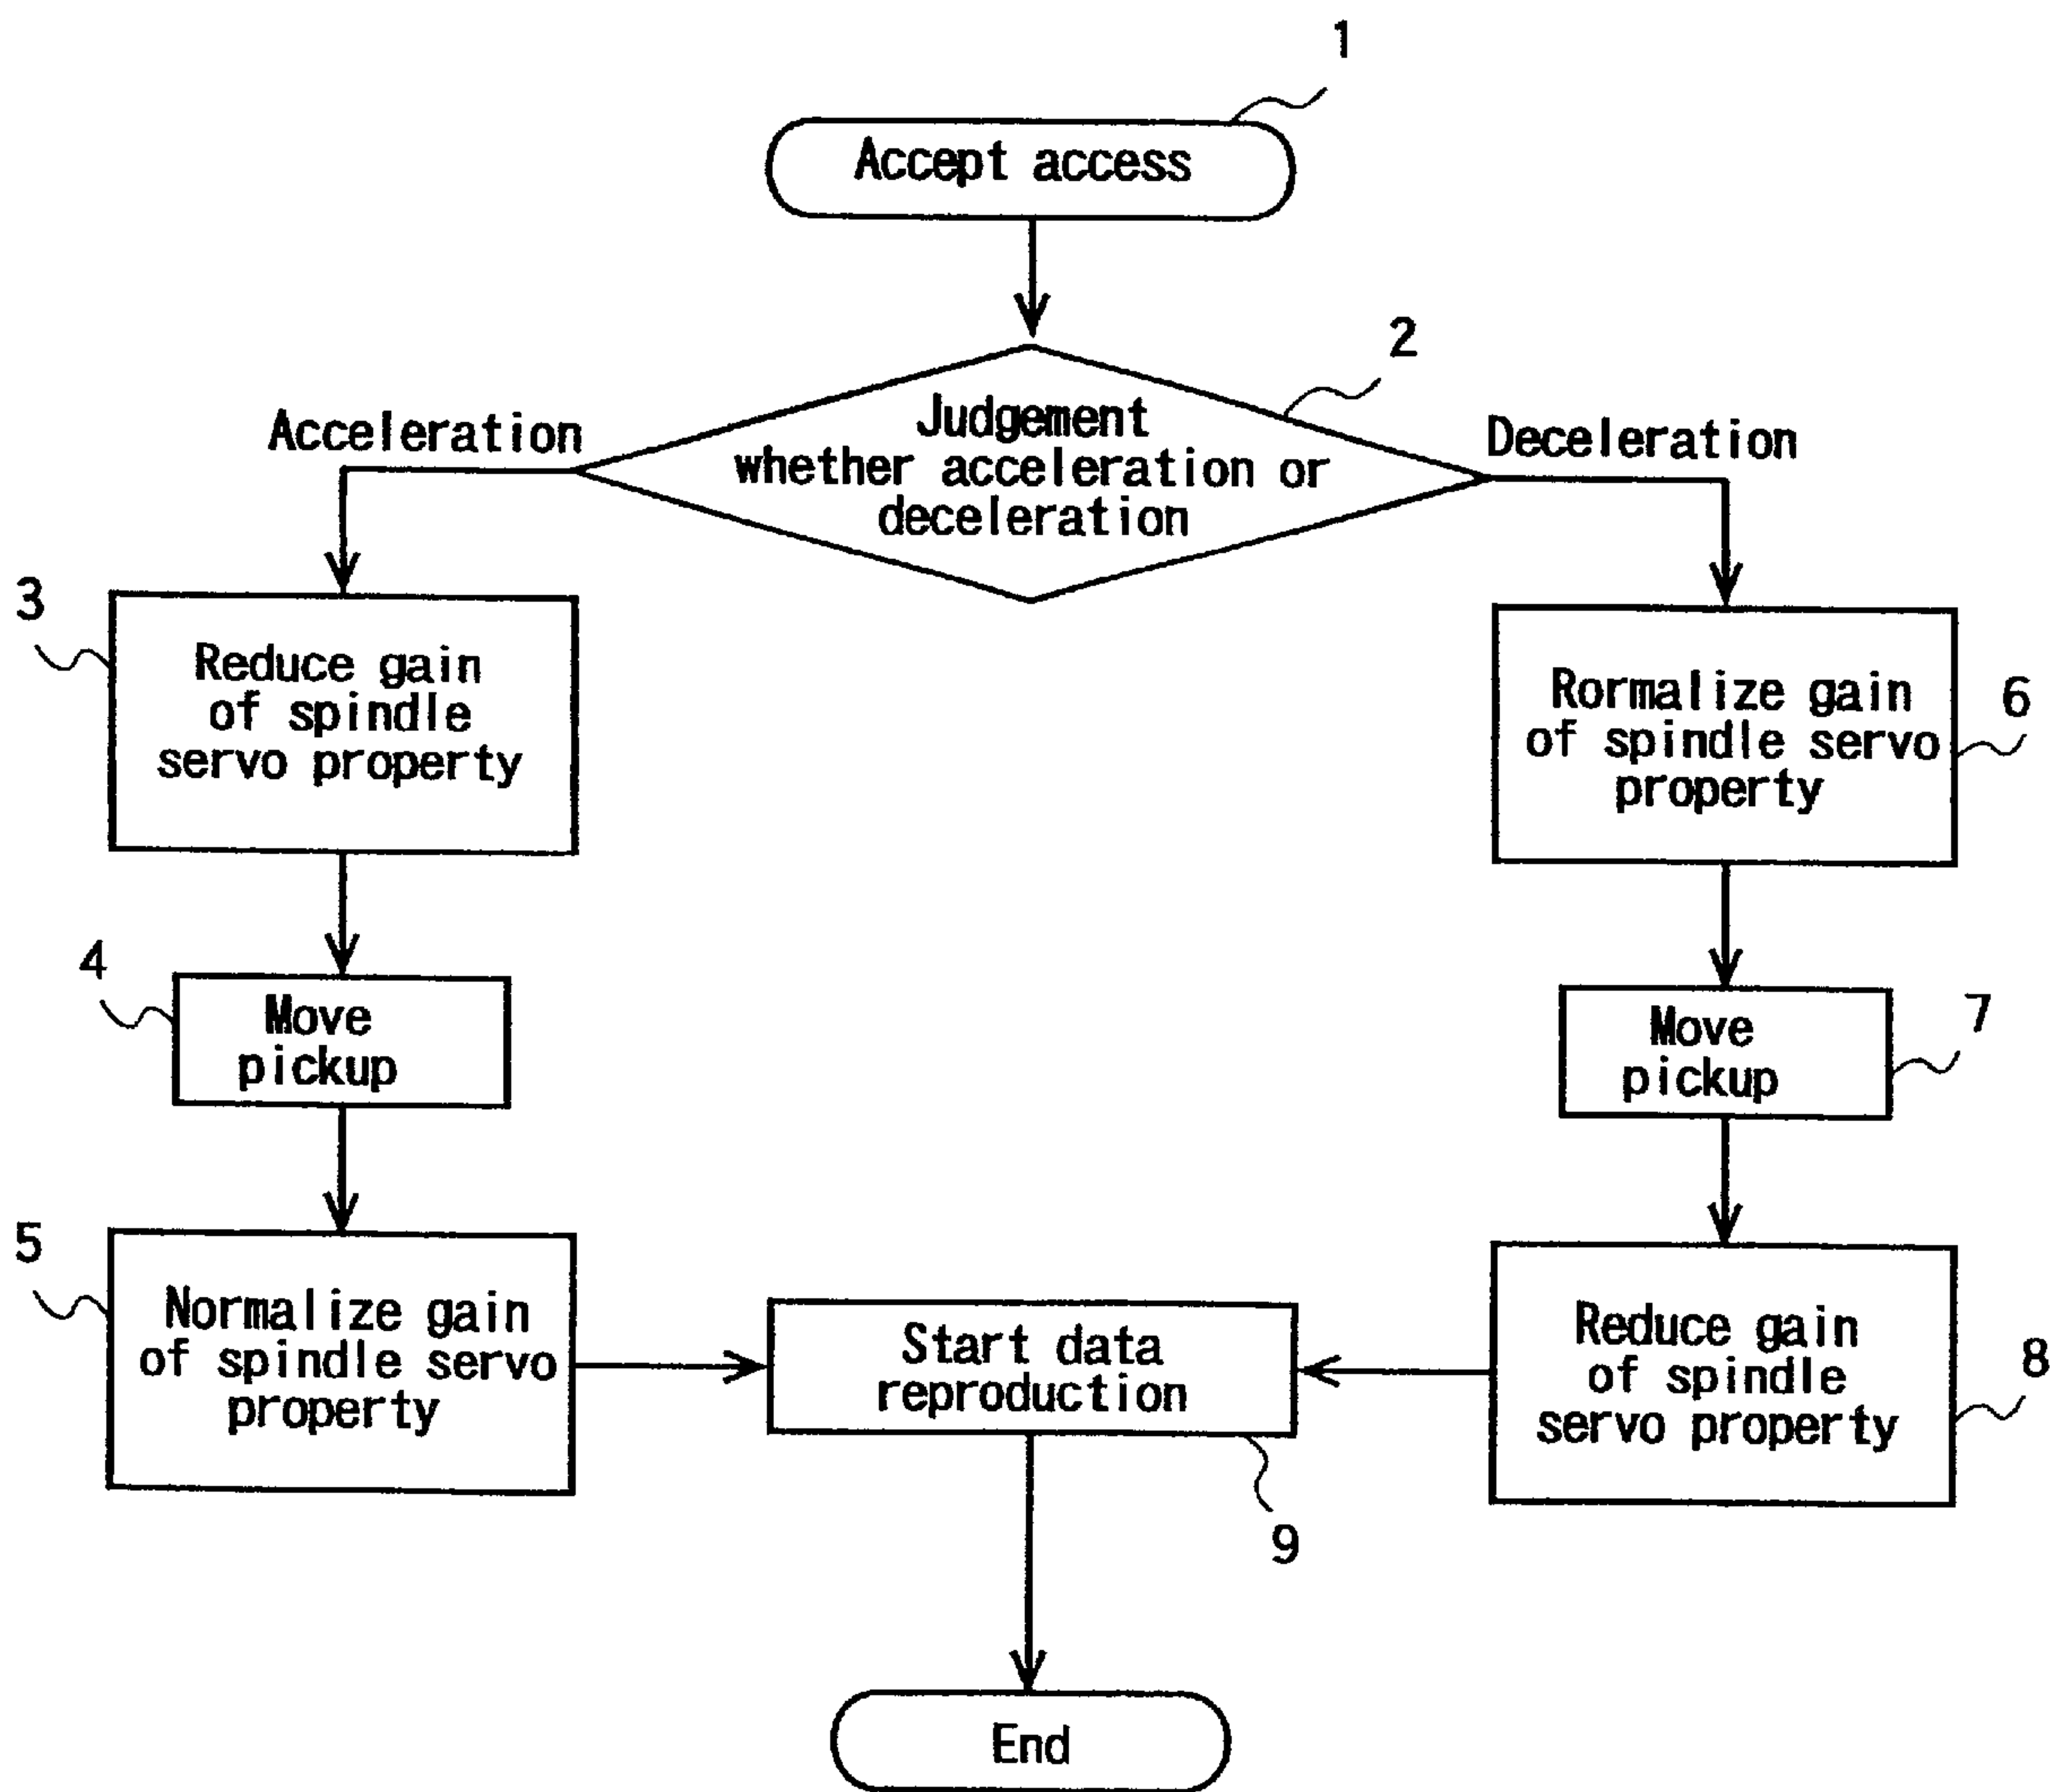 1
Accept access
2
Judgement
whether acceleration or
deceleration
Acceleration
Deceleration
3
Reduce gain
of spindle
servo property
4
Move
pickup
5
Normalize gain
of spindle servo
property
6
Rormalize gain
of spindle servo
property
7
Move
pickup
8
Reduce gain
of spindle
servo property
Start data
reproduction
9
End